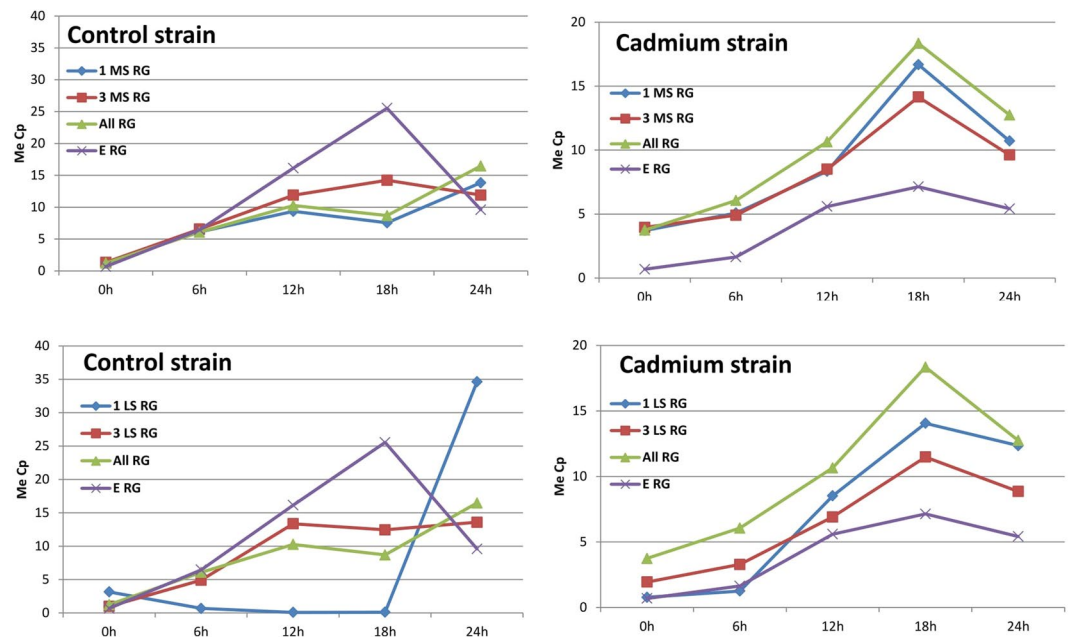 Control strain
40
35
30
25
20
15
10
5
0
Me Cp
1 MS RG
3 MS RG
All RG
E RG
0h 6h 12h 18h 24h
Cadmium strain
20
15
10
5
0
Me Cp
1 MS RG
3 MS RG
All RG
E RG
0h 6h 12h 18h 24h
Control strain
40
35
30
25
20
15
10
5
0
Me Cp
1 LS RG
3 LS RG
All RG
E RG
0h 6h 12h 18h 24h
Cadmium strain
20
15
10
5
0
Me Cp
1 LS RG
3 LS RG
All RG
E RG
0h 6h 12h 18h 24h